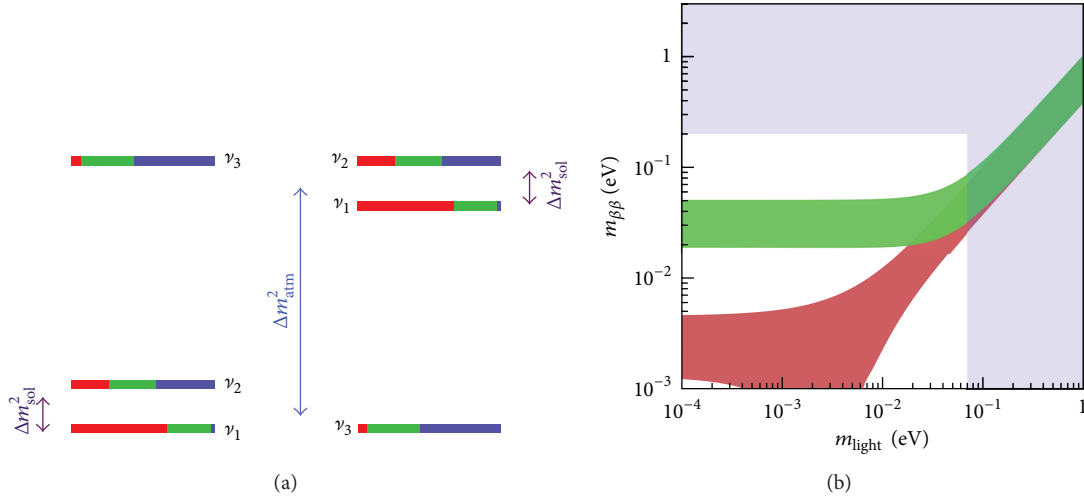 ν3
ν2
ν1
Δm²sol
Δm²atm
ν2
ν1
ν3
Δm²sol
(a)
mββ (eV)
1
10⁻¹
10⁻²
10⁻³
10⁻⁴ 10⁻³ 10⁻² 10⁻¹ 1
mlight (eV)
(b)